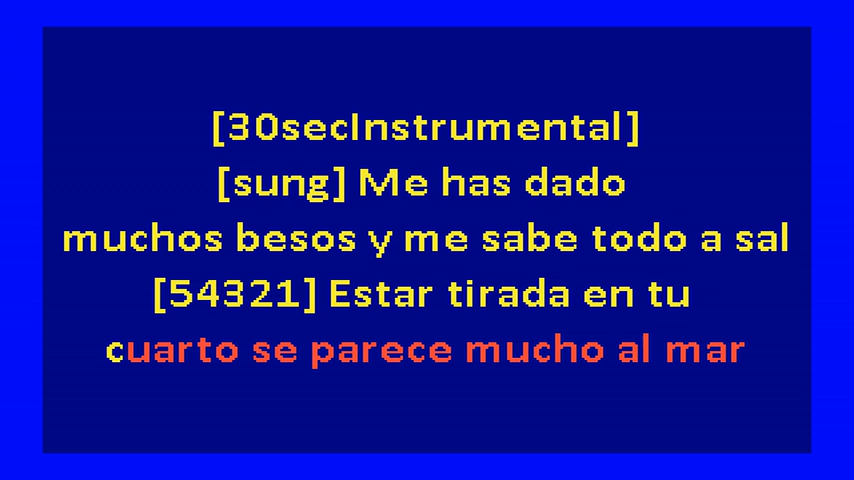 [30secInstrumental]
[sung] Me has dado
muchos besos y me sabe todo a sal
[54321] Estar tirada en tu
cuarto se parece mucho al mar